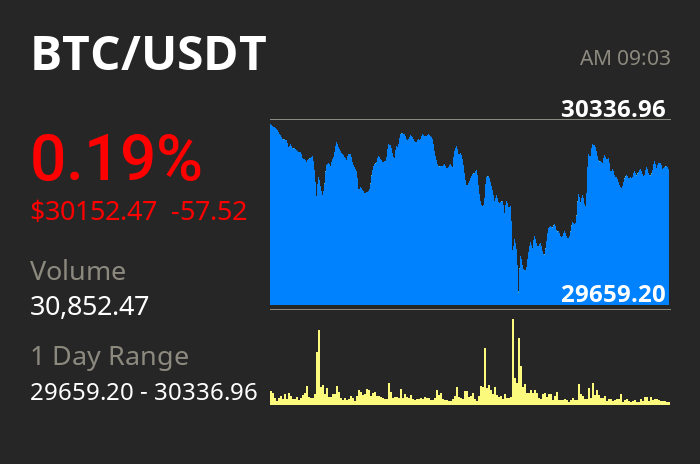 BTC/USDT
AM 09:03
30336.96
0.19%
$30152.47 -57.52
Volume
30,852.47
29659.20
1 Day Range
29659.20 - 30336.96